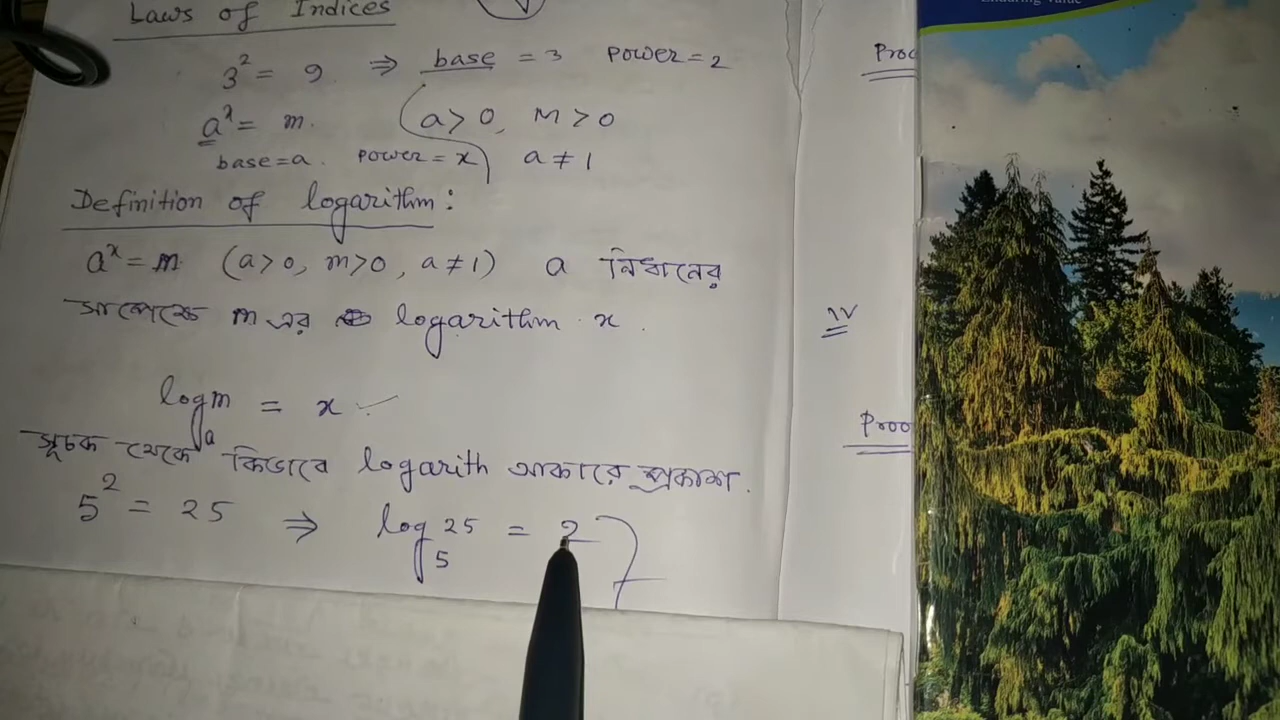 Laws of Indices
3² = 9 ⇒ base = 3 power = 2
aˣ = m. (a > 0, m > 0
base = a. power = x) a ≠ 1
Definition of logarithm:
aˣ = m (a > 0, m > 0, a ≠ 1) a নিধানের
সাপেক্ষে m এর logarithm x.
logₐm = x
সূচক থেকে কিভাবে logarith আকারে প্রকাশ.
5² = 25 ⇒ log₅25 = 2
Proo